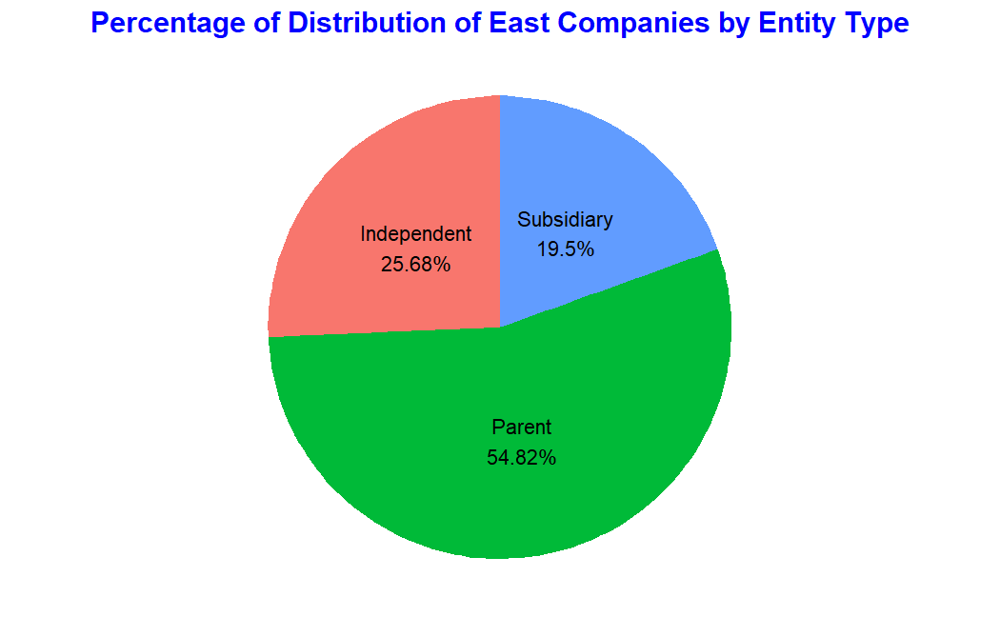 Percentage of Distribution of East Companies by Entity Type
Subsidiary
19.5%
Independent
25.68%
Parent
54.82%